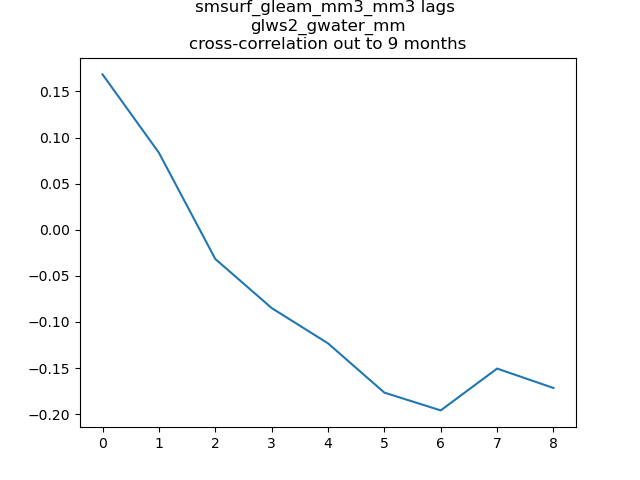 smsurf_gleam_mm3_mm3 lags
glws2_gwater_mm
cross-correlation out to 9 months
0.15
0.10
0.05
0.00
−0.05
−0.10
−0.15
−0.20
0 1 2 3 4 5 6 7 8